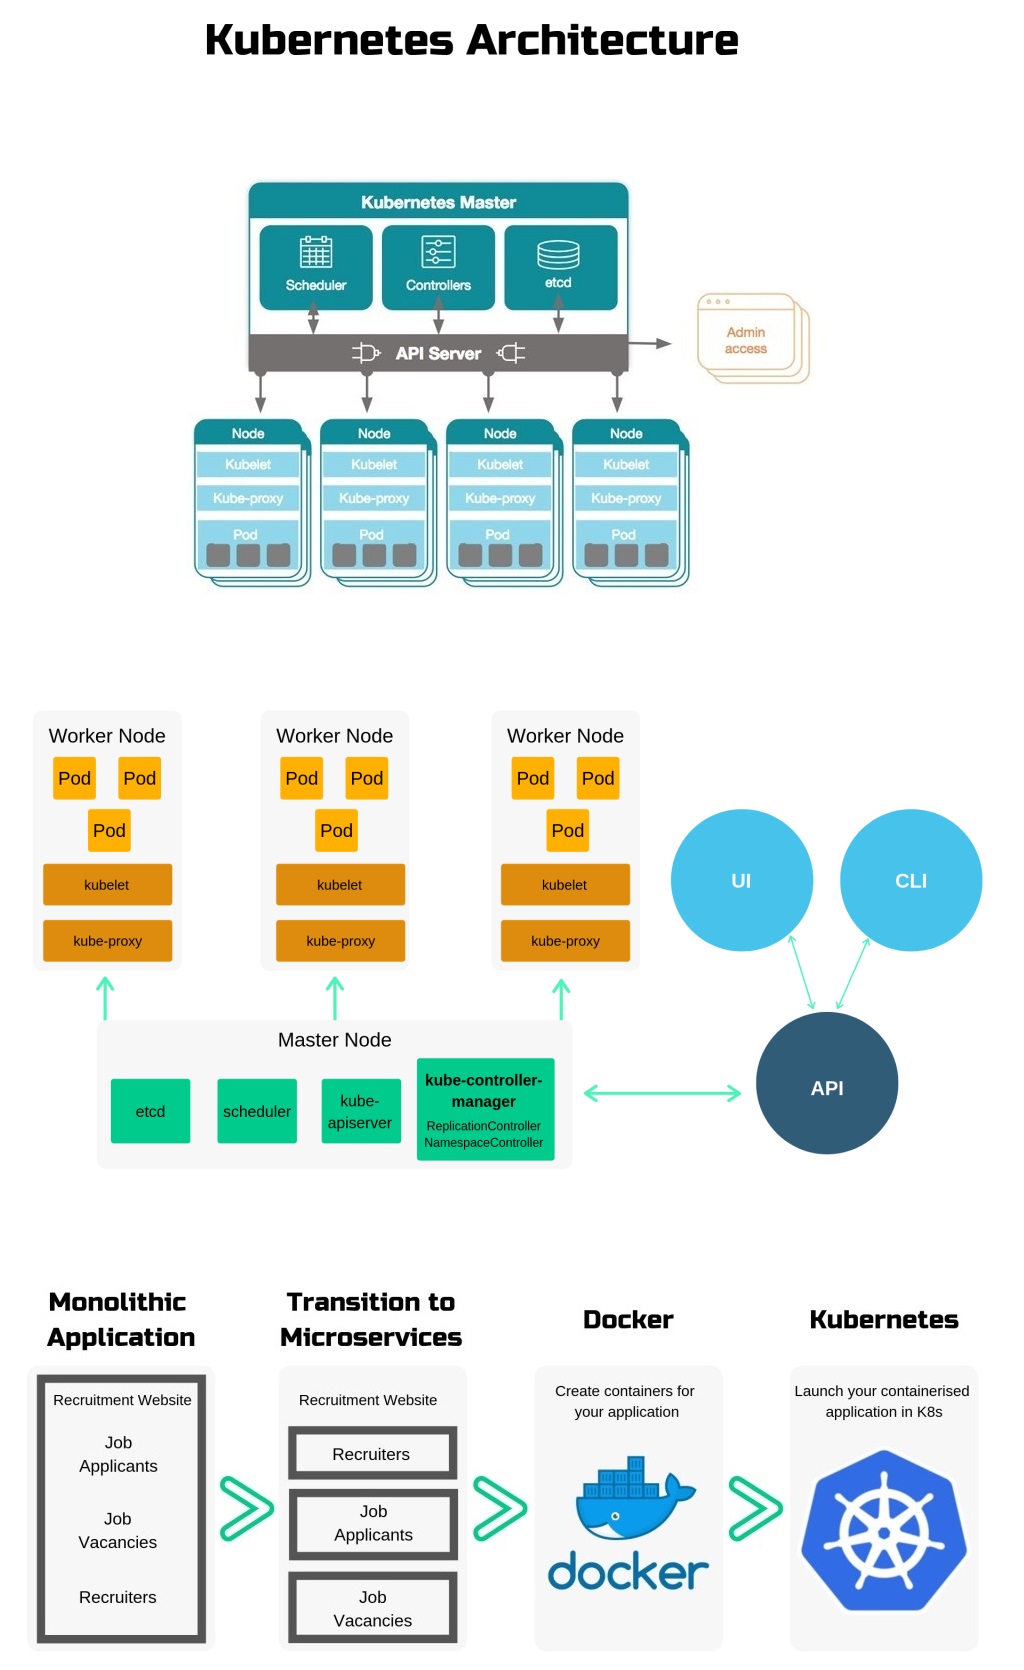 Kubernetes Architecture
Kubernetes Master
Scheduler
Controllers
etcd
API Server
Admin
access
Node
Kubelet
Kube-proxy
Pod
Node
Kubelet
Kube-proxy
Pod
Node
Kubelet
Kube-proxy
Pod
Node
Kubelet
Kube-proxy
Pod
Worker Node
Pod Pod
Pod
kubelet
kube-proxy
Worker Node
Pod Pod
Pod
kubelet
kube-proxy
Worker Node
Pod Pod
Pod
kubelet
kube-proxy
UI
CLI
API
Master Node
etcd
scheduler
kube-
apiserver
kube-controller-
manager
ReplicationController
NamespaceController
Monolithic
Application
Recruitment Website
Job
Applicants
Job
Vacancies
Recruiters
Transition to
Microservices
Recruitment Website
Recruiters
Job
Applicants
Job
Vacancies
Docker
Create containers for
your application
docker
Kubernetes
Launch your containerised
application in K8s